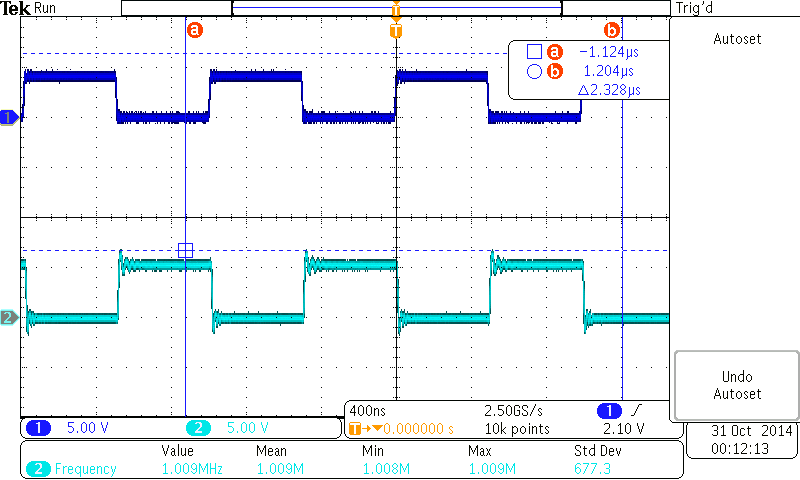 Tek Run Trig'd
T
a b
T
Autoset
a −1.124µs
b 1.204µs
△2.328µs
1
2
Undo
Autoset
400ns 2.50GS/s 1
1 5.00 V 2 5.00 V
T→▼0.000000 s 10k points 2.10 V
31 Oct 2014
00:12:13
Value Mean Min Max Std Dev
2 Frequency 1.009MHz 1.009M 1.008M 1.009M 677.3